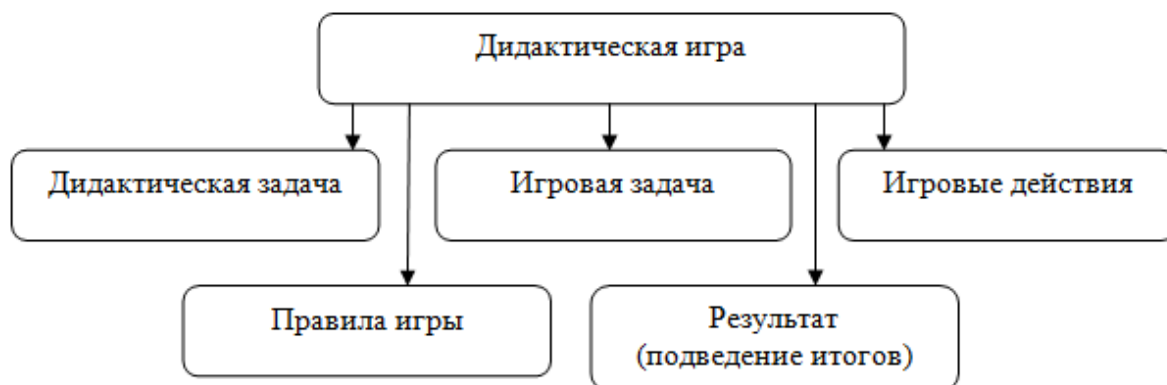 Дидактическая игра
Дидактическая задача
Игровая задача
Игровые действия
Правила игры
Результат
(подведение итогов)